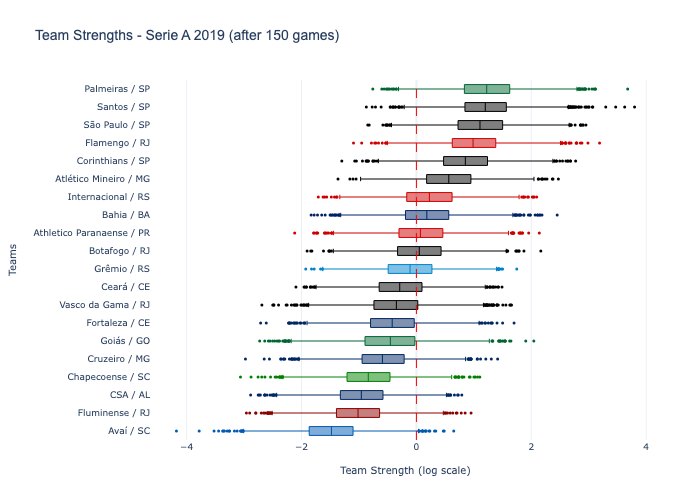 Team Strengths - Serie A 2019 (after 150 games)
Palmeiras / SP
Santos / SP
São Paulo / SP
Flamengo / RJ
Corinthians / SP
Atlético Mineiro / MG
Internacional / RS
Bahia / BA
Athletico Paranaense / PR
Botafogo / RJ
Grêmio / RS
Ceará / CE
Vasco da Gama / RJ
Fortaleza / CE
Goiás / GO
Cruzeiro / MG
Chapecoense / SC
CSA / AL
Fluminense / RJ
Avaí / SC
Teams
−4 −2 0 2 4
Team Strength (log scale)